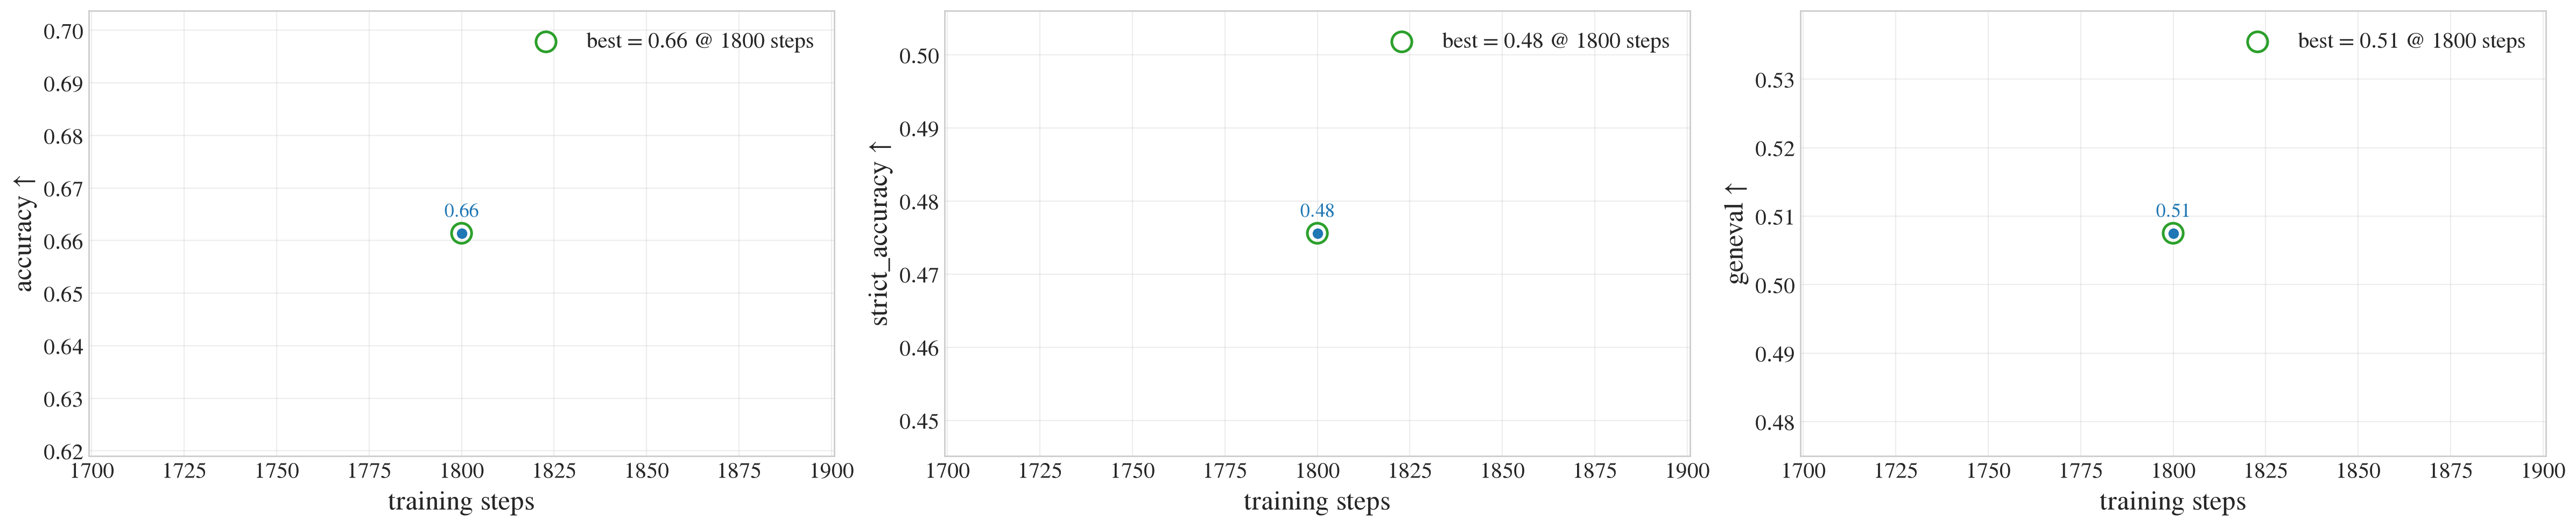 accuracy ↑
0.70
0.69
0.68
0.67
0.66
0.65
0.64
0.63
0.62
best = 0.66 @ 1800 steps
0.66
1700 1725 1750 1775 1800 1825 1850 1875 1900
training steps
strict_accuracy ↑
0.50
0.49
0.48
0.47
0.46
0.45
best = 0.48 @ 1800 steps
0.48
1700 1725 1750 1775 1800 1825 1850 1875 1900
training steps
geneval ↑
0.53
0.52
0.51
0.50
0.49
0.48
best = 0.51 @ 1800 steps
0.51
1700 1725 1750 1775 1800 1825 1850 1875 1900
training steps